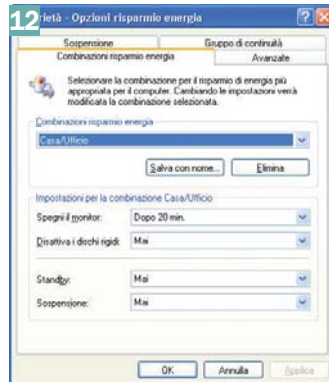 12
rietà - Opzioni risparmio energia
Sospensione
Gruppo di continuità
Combinazioni risparmio energia
Avanzate
Selezionare la combinazione per il risparmio di energia più
appropriata per il computer. Cambiando le impostazioni verrà
modificata la combinazione selezionata.
Combinazioni risparmio energia
Casa/Ufficio
Salva con nome...
Elimina
Impostazioni per la combinazione Casa/Ufficio
Spegni il monitor:
Dopo 20 min.
Disattiva i dischi rigidi:
Mai
Standby:
Mai
Sospensione:
Mai
OK
Annulla
Applica